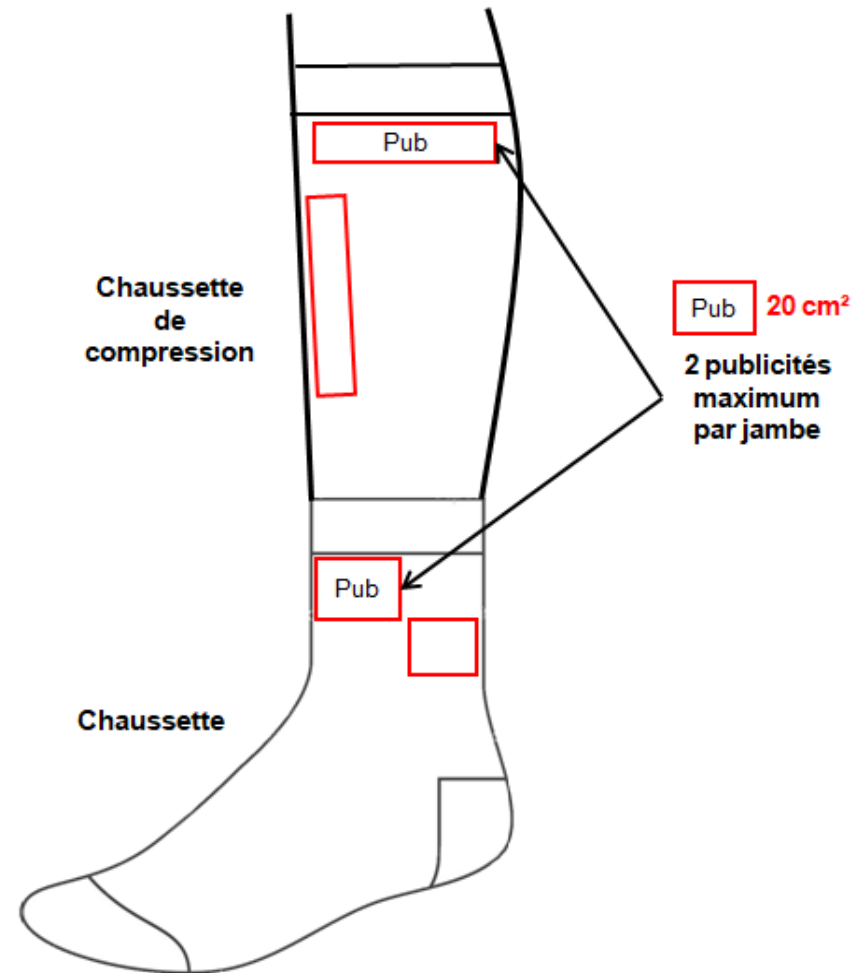 Pub
Chaussette
de
compression
Pub 20 cm²
2 publicités
maximum
par jambe
Pub
Chaussette